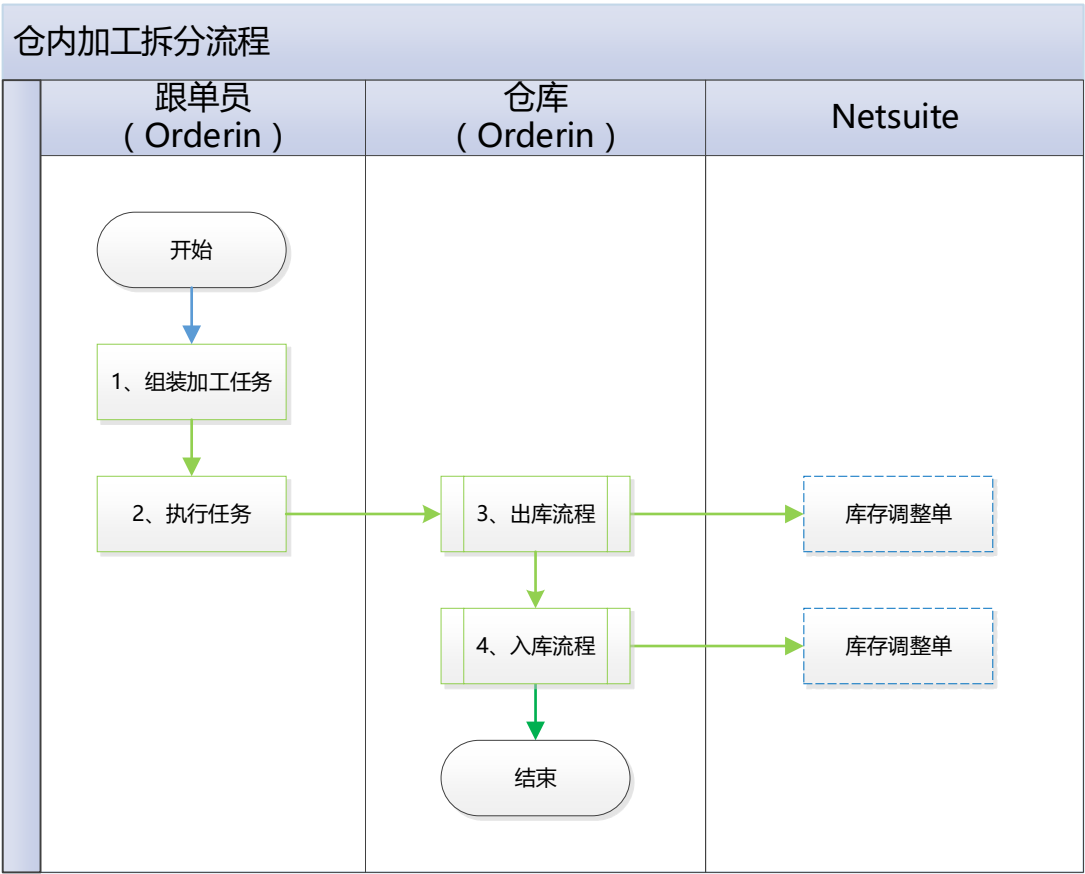 仓内加工拆分流程
跟单员
（Orderin）
仓库
（Orderin）
Netsuite
开始
1、组装加工任务
2、执行任务
3、出库流程
库存调整单
4、入库流程
库存调整单
结束